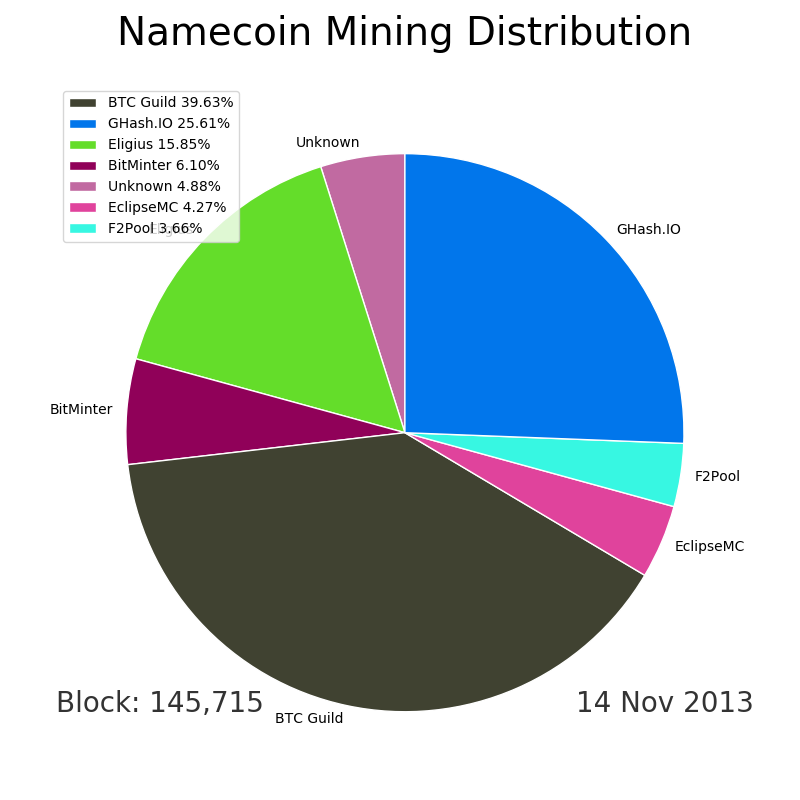 Namecoin Mining Distribution
BTC Guild 39.63%
GHash.IO 25.61%
Eligius 15.85%
BitMinter 6.10%
Unknown 4.88%
EclipseMC 4.27%
F2Pool 3.66%
Unknown
GHash.IO
BitMinter
F2Pool
EclipseMC
BTC Guild
Block: 145,715
14 Nov 2013